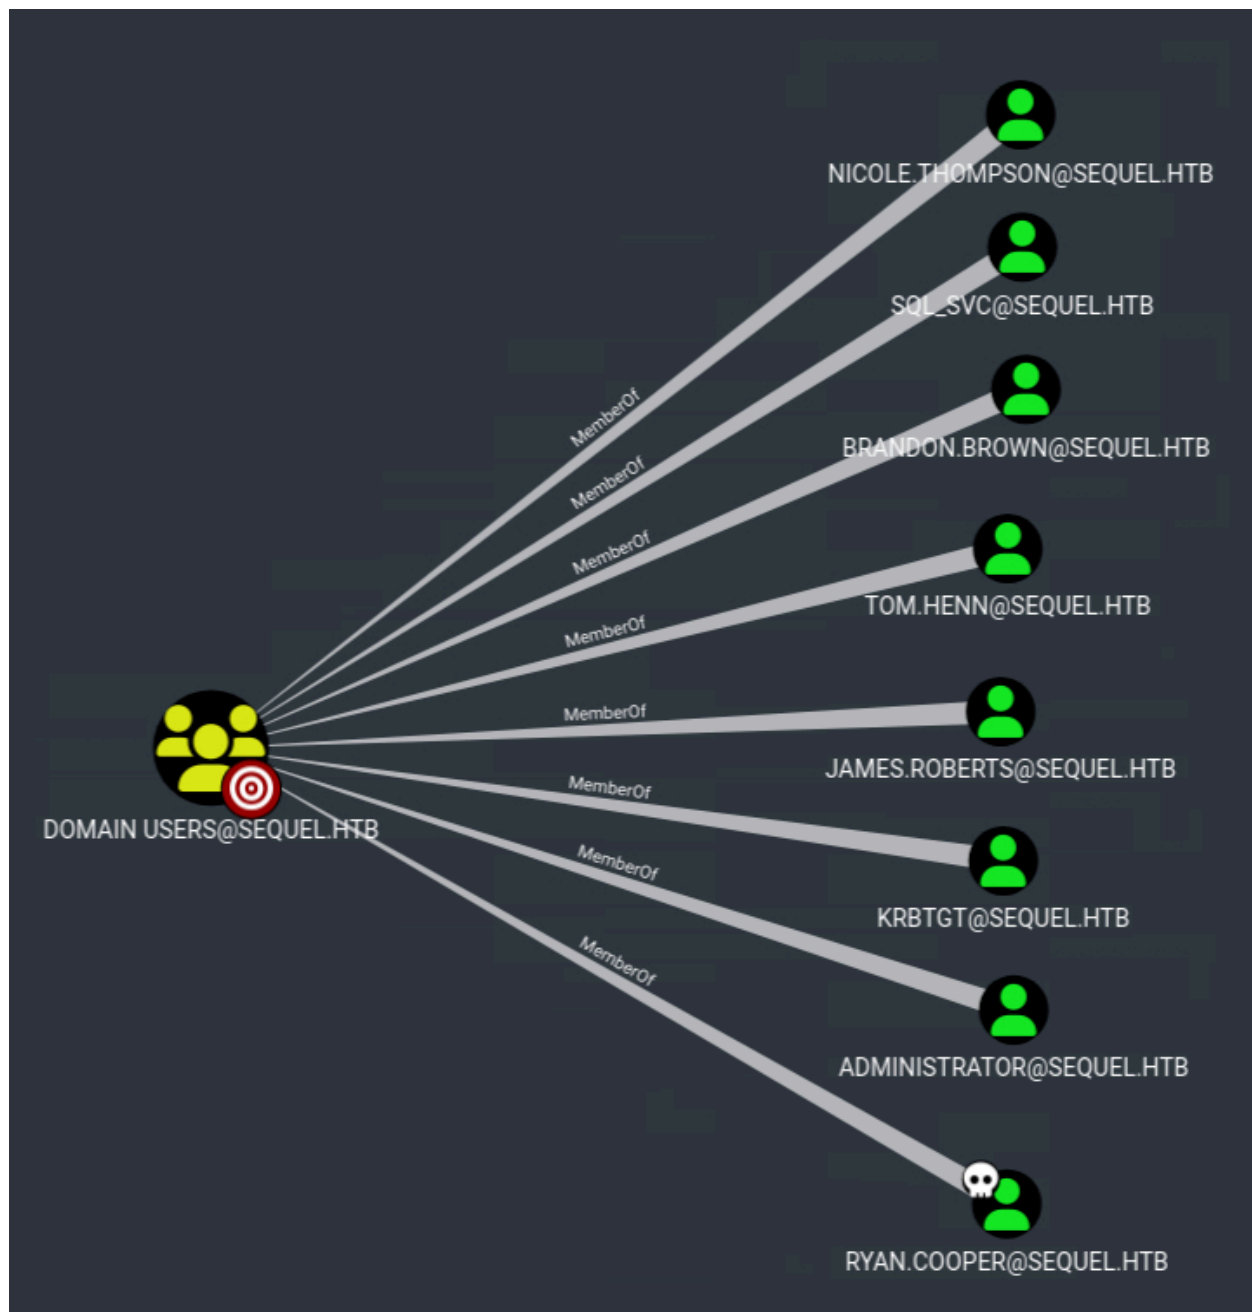 NICOLE.THOMPSON@SEQUEL.HTB
SQL_SVC@SEQUEL.HTB
MemberOf
BRANDON.BROWN@SEQUEL.HTB
MemberOf
MemberOf
TOM.HENN@SEQUEL.HTB
MemberOf
MemberOf
JAMES.ROBERTS@SEQUEL.HTB
MemberOf
DOMAIN USERS@SEQUEL.HTB
MemberOf
KRBTGT@SEQUEL.HTB
MemberOf
ADMINISTRATOR@SEQUEL.HTB
RYAN.COOPER@SEQUEL.HTB